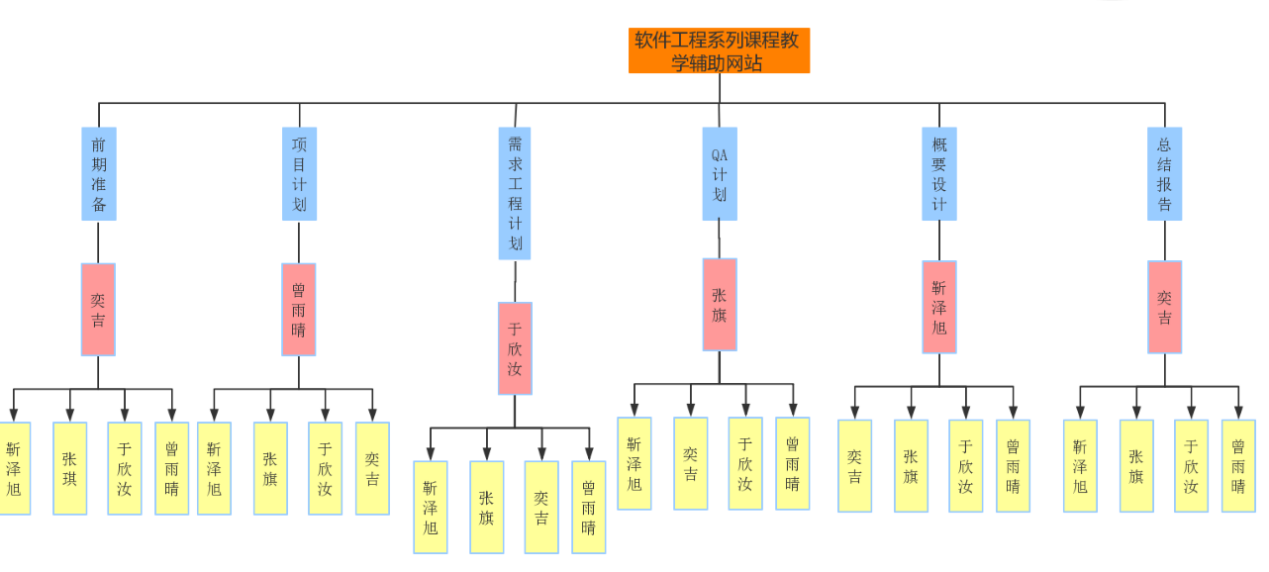 软件工程系列课程教
学辅助网站
前期准备
项目计划
需求工程计划
QA计划
概要设计
总结报告
奕吉
曾雨晴
于欣汝
张旗
靳泽旭
奕吉
靳泽旭
张琪
于欣汝
曾雨晴
靳泽旭
张旗
于欣汝
奕吉
靳泽旭
张旗
奕吉
曾雨晴
靳泽旭
奕吉
于欣汝
曾雨晴
奕吉
张旗
于欣汝
曾雨晴
靳泽旭
张旗
于欣汝
曾雨晴